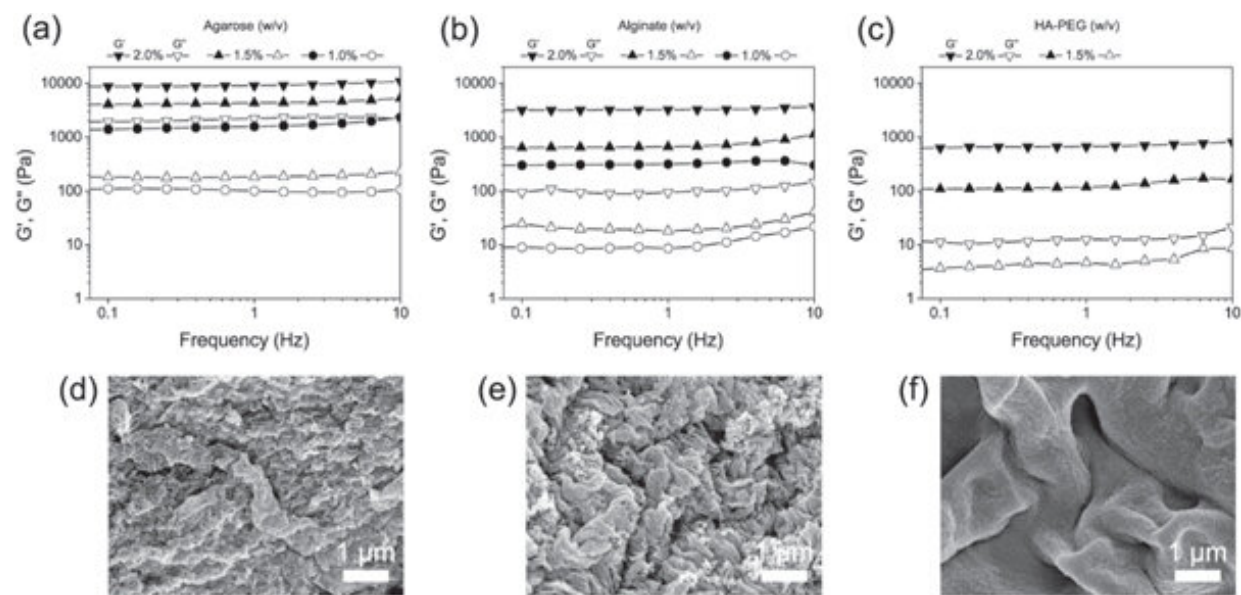 (a)
Agarose (w/v)
G' G"
2.0% 1.5% 1.0%
10000
1000
100
10
1
G', G" (Pa)
0.1 1 10
Frequency (Hz)
(b)
Alginate (w/v)
G' G"
2.0% 1.5% 1.0%
10000
1000
100
10
1
G', G" (Pa)
0.1 1 10
Frequency (Hz)
(c)
HA-PEG (w/v)
G' G"
2.0% 1.5%
10000
1000
100
10
1
G', G" (Pa)
0.1 1 10
Frequency (Hz)
(d)
1 µm
(e)
1 µm
(f)
1 µm